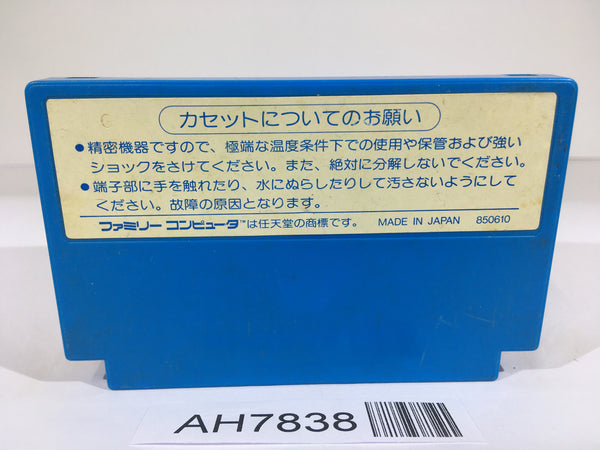 カセットについてのお願い
●精密機器ですので、極端な温度条件下での使用や保管および強い
ショックをさけてください。また、絶対に分解しないでください。
●端子部に手を触れたり、水にぬらしたりして汚さないようにして
ください。故障の原因となります。
ファミリーコンピュータ™は任天堂の商標です。 MADE IN JAPAN 850610
AH7838